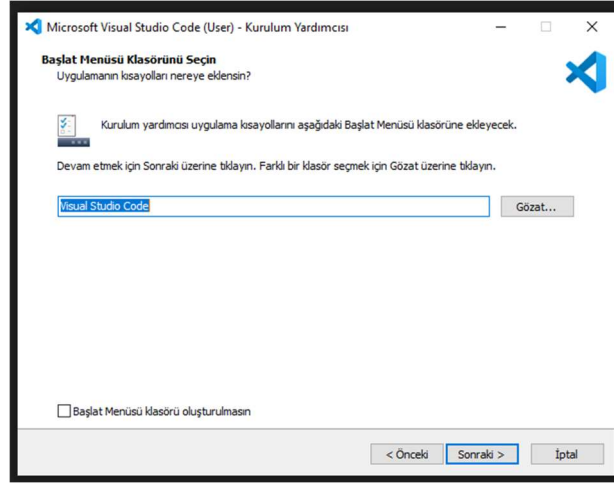 Microsoft Visual Studio Code (User) - Kurulum Yardımcısı
Başlat Menüsü Klasörünü Seçin
Uygulamanın kısayolları nereye eklensin?
Kurulum yardımcısı uygulama kısayollarını aşağıdaki Başlat Menüsü klasörüne ekleyecek.
Devam etmek için Sonraki üzerine tıklayın. Farklı bir klasör seçmek için Gözat üzerine tıklayın.
Visual Studio Code
Gözat...
Başlat Menüsü klasörü oluşturulmasın
< Önceki
Sonraki >
İptal